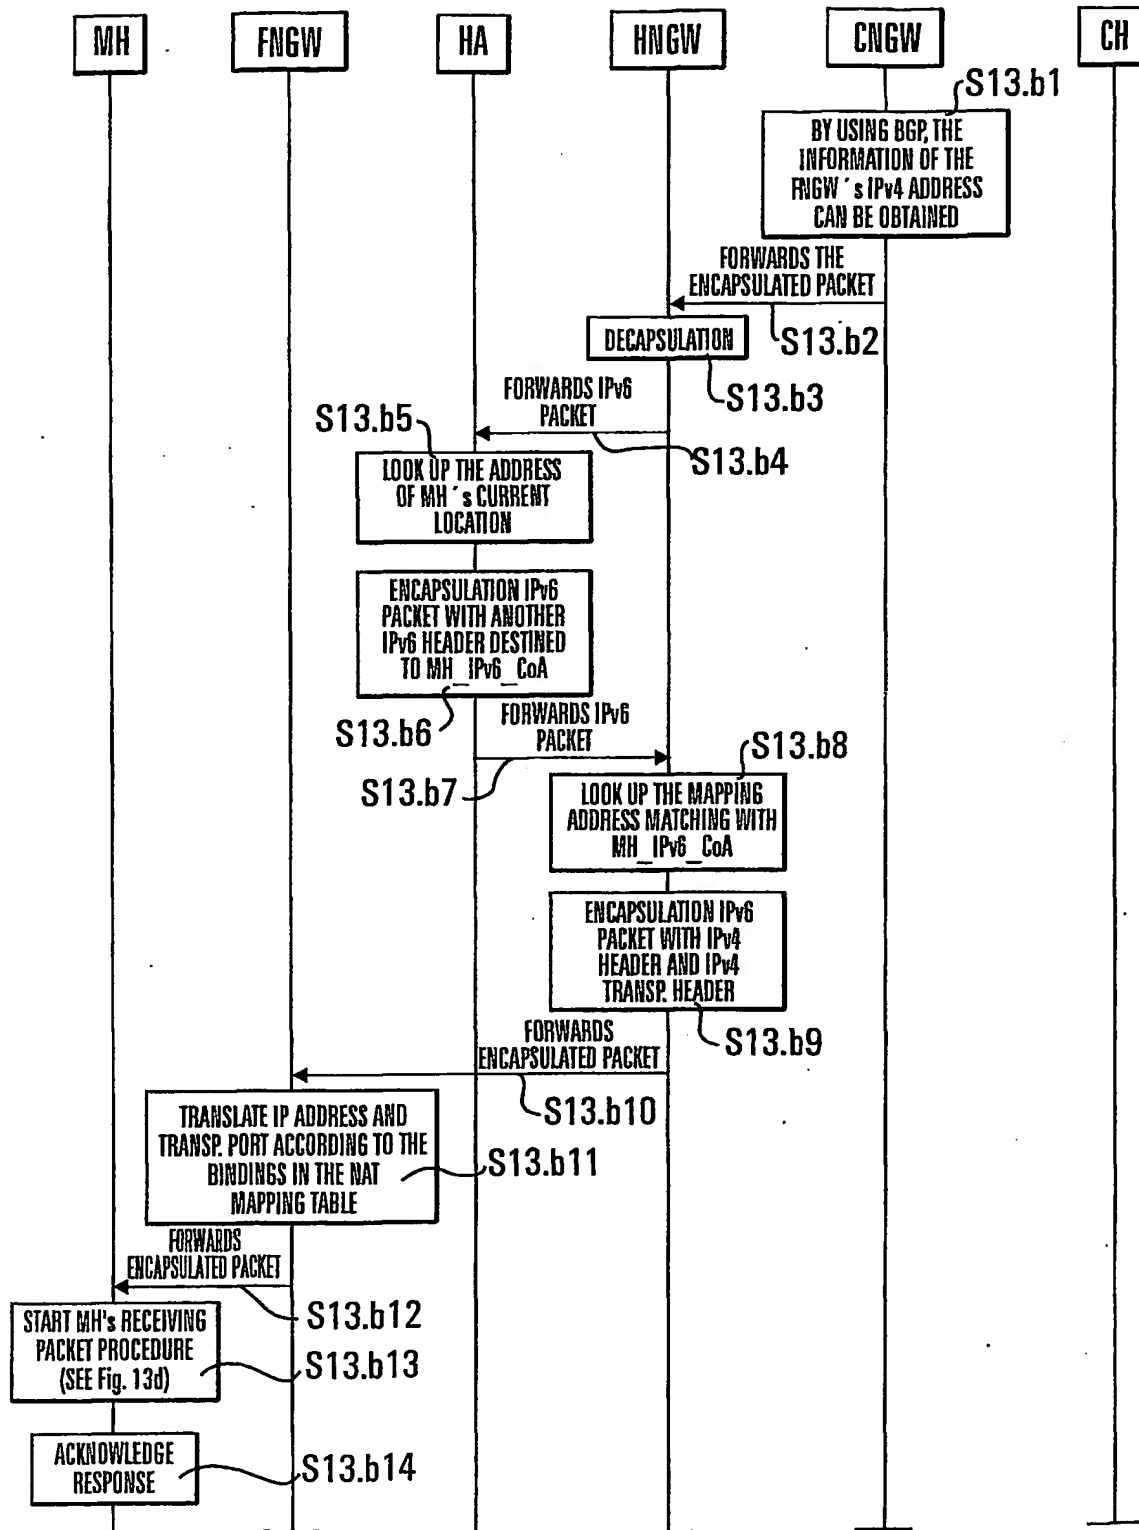 MH FNGW HA HNGW CNGW CH
S13.b1
BY USING BGP, THE
INFORMATION OF THE
FNGW´s IPv4 ADDRESS
CAN BE OBTAINED
FORWARDS THE
ENCAPSULATED PACKET
S13.b2
DECAPSULATION
S13.b3
FORWARDS IPv6
PACKET
S13.b4
S13.b5
LOOK UP THE ADDRESS
OF MH´s CURRENT
LOCATION
ENCAPSULATION IPv6
PACKET WITH ANOTHER
IPv6 HEADER DESTINED
TO MH_IPv6_CoA
S13.b6
FORWARDS IPv6
PACKET
S13.b7
S13.b8
LOOK UP THE MAPPING
ADDRESS MATCHING WITH
MH_IPv6_CoA
ENCAPSULATION IPv6
PACKET WITH IPv4
HEADER AND IPv4
TRANSP. HEADER
S13.b9
FORWARDS
ENCAPSULATED PACKET
S13.b10
TRANSLATE IP ADDRESS AND
TRANSP. PORT ACCORDING TO THE
BINDINGS IN THE NAT
MAPPING TABLE
S13.b11
FORWARDS
ENCAPSULATED PACKET
S13.b12
START MH's RECEIVING
PACKET PROCEDURE
(SEE Fig. 13d)
S13.b13
ACKNOWLEDGE
RESPONSE
S13.b14